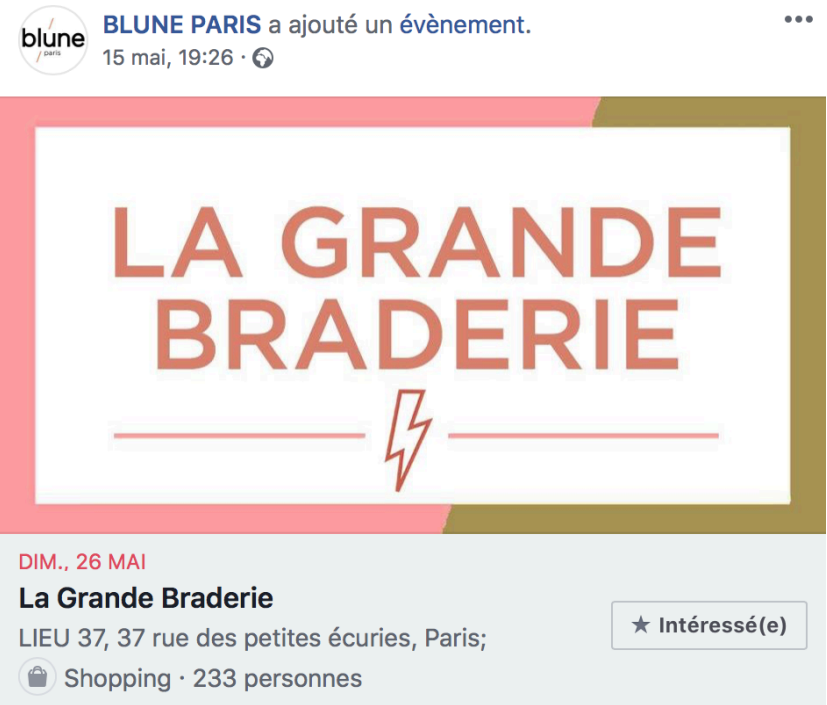 blune
paris
BLUNE PARIS a ajouté un évènement.
15 mai, 19:26 ·
LA GRANDE
BRADERIE
DIM., 26 MAI
La Grande Braderie
LIEU 37, 37 rue des petites écuries, Paris;
Shopping · 233 personnes
★ Intéressé(e)